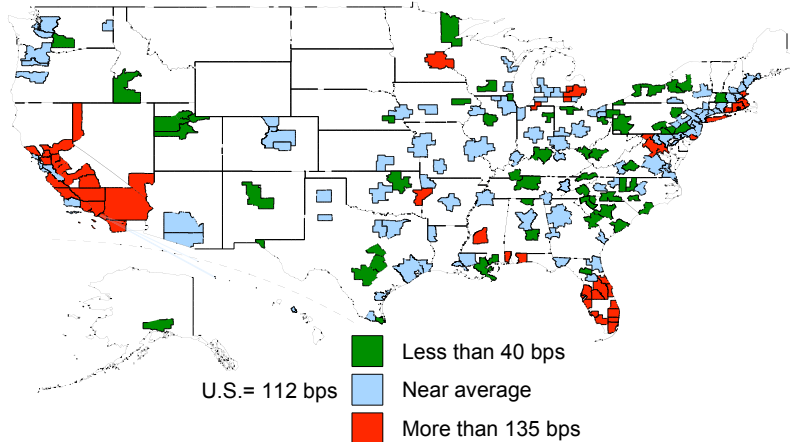 Less than 40 bps
U.S.= 112 bps
Near average
More than 135 bps